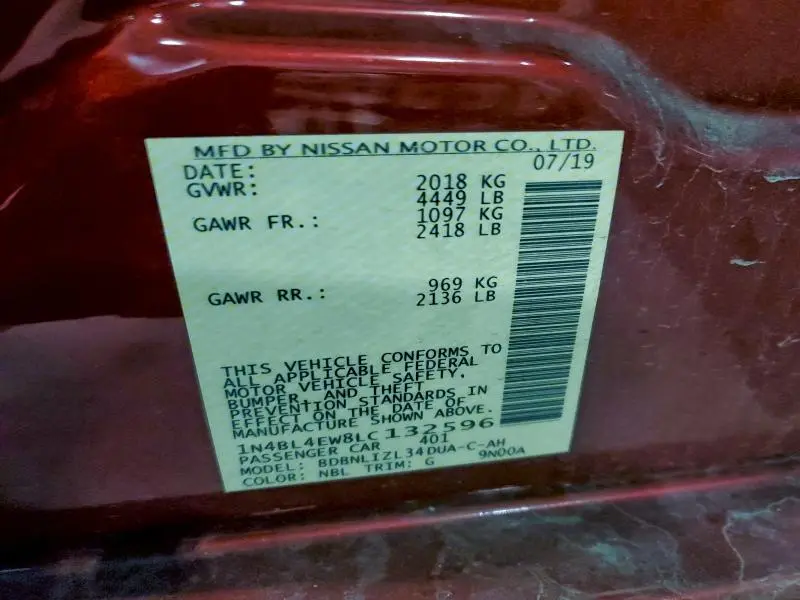 MFD BY NISSAN MOTOR CO., LTD.
DATE: 07/19
GVWR: 2018 KG
4449 LB
GAWR FR.: 1097 KG
2418 LB
GAWR RR.: 969 KG
2136 LB
THIS VEHICLE CONFORMS TO
ALL APPLICABLE FEDERAL
MOTOR VEHICLE SAFETY,
BUMPER, AND THEFT
PREVENTION STANDARDS IN
EFFECT ON THE DATE OF
MANUFACTURE SHOWN ABOVE.
1N4BL4EW8LC132596
PASSENGER CAR 401
MODEL: BDBNLIZL34DUA-C-AH
COLOR: NBL TRIM: G 9N00A